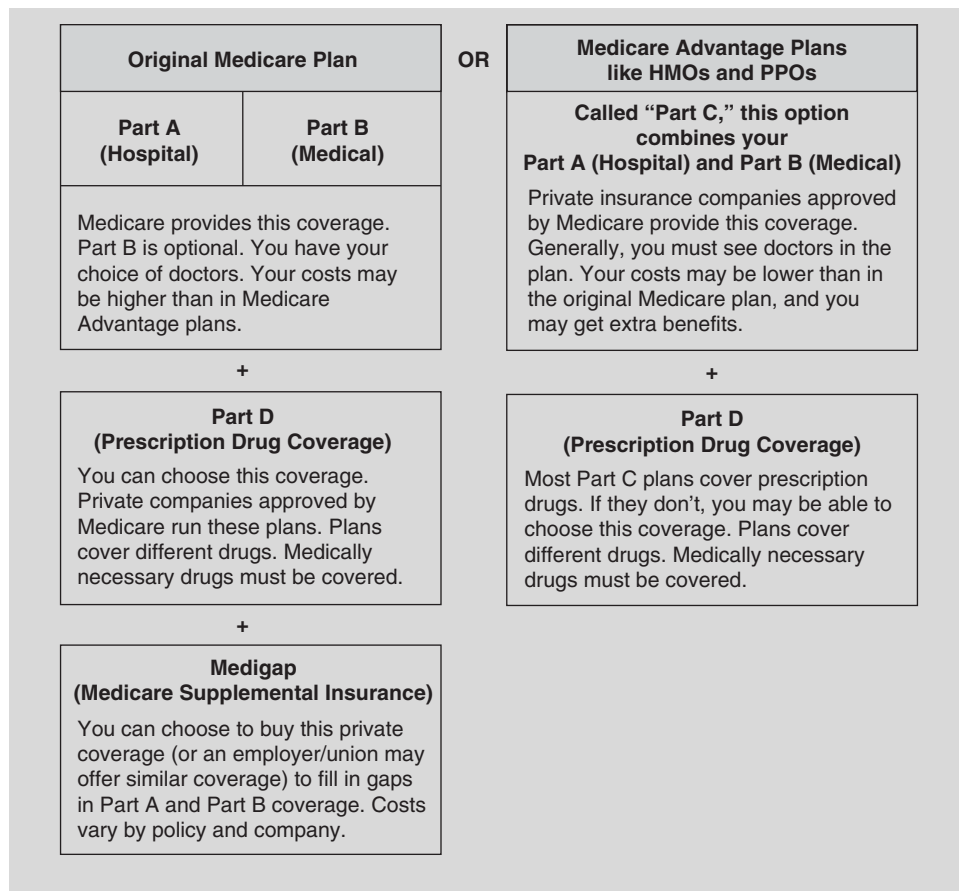 Original Medicare Plan
OR
Medicare Advantage Plans
like HMOs and PPOs
Part A
(Hospital)
Part B
(Medical)
Medicare provides this coverage.
Part B is optional. You have your
choice of doctors. Your costs may
be higher than in Medicare
Advantage plans.
Called “Part C,” this option
combines your
Part A (Hospital) and Part B (Medical)
Private insurance companies approved
by Medicare provide this coverage.
Generally, you must see doctors in the
plan. Your costs may be lower than in
the original Medicare plan, and you
may get extra benefits.
+
+
Part D
(Prescription Drug Coverage)
You can choose this coverage.
Private companies approved by
Medicare run these plans. Plans
cover different drugs. Medically
necessary drugs must be covered.
Part D
(Prescription Drug Coverage)
Most Part C plans cover prescription
drugs. If they don’t, you may be able to
choose this coverage. Plans cover
different drugs. Medically necessary
drugs must be covered.
+
Medigap
(Medicare Supplemental Insurance)
You can choose to buy this private
coverage (or an employer/union may
offer similar coverage) to fill in gaps
in Part A and Part B coverage. Costs
vary by policy and company.